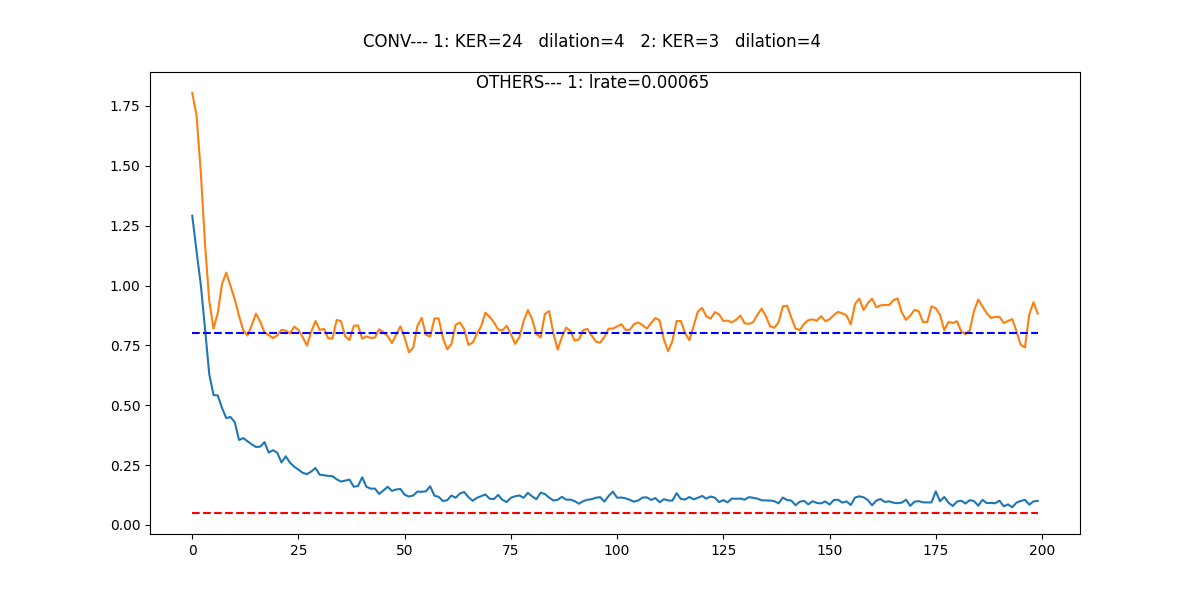 CONV--- 1: KER=24   dilation=4   2: KER=3   dilation=4
OTHERS--- 1: lrate=0.00065
1.75
1.50
1.25
1.00
0.75
0.50
0.25
0.00
0 25 50 75 100 125 150 175 200